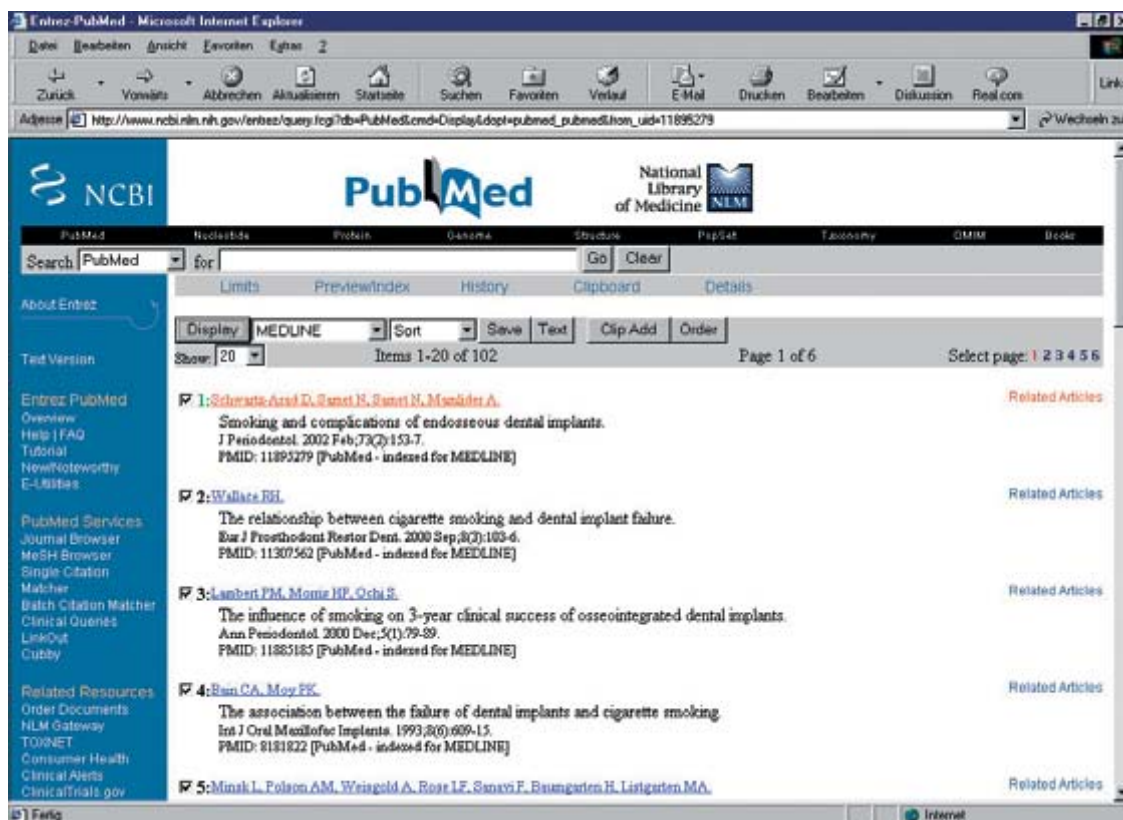 Entrez-PubMed - Microsoft Internet Explorer
Datei Bearbeiten Ansicht Favoriten Extras ?
Zurück Vorwärts Abbrechen Aktualisieren Startseite Suchen Favoriten Verlauf E-Mail Drucken Bearbeiten Diskussion Real.com Link
Adresse http://www.ncbi.nlm.nih.gov/entrez/query.fcgi?db=PubMed&cmd=Display&dopt=pubmed_pubmed&from_uid=11895279 Wechseln zu
NCBI PubMed National
Library
of Medicine NLM
PubMed Nucleotide Protein Genome Structure PopSet Taxonomy OMIM Books
Search PubMed for Go Clear
Limits Preview/Index History Clipboard Details
About Entrez
Display MEDLINE Sort Save Text Clip Add Order
Show: 20 Items 1-20 of 102 Page 1 of 6 Select page: 1 2 3 4 5 6
Text Version
Entrez PubMed
Overview
Help | FAQ
Tutorial
New/Noteworthy
E-Utilities
PubMed Services
Journal Browser
MeSH Browser
Single Citation
Matcher
Batch Citation Matcher
Clinical Queries
LinkOut
Cubby
Related Resources
Order Documents
NLM Gateway
TOXNET
Consumer Health
Clinical Alerts
ClinicalTrials.gov
1: Schwartz-Arad D, Samet N, Samet N, Mamlider A. Related Articles
Smoking and complications of endosseous dental implants.
J Periodontol. 2002 Feb;73(2):153-7.
PMID: 11895279 [PubMed - indexed for MEDLINE]
2: Wallace RH. Related Articles
The relationship between cigarette smoking and dental implant failure.
Eur J Prosthodont Restor Dent. 2000 Sep;8(3):103-6.
PMID: 11307562 [PubMed - indexed for MEDLINE]
3: Lambert PM, Morris HF, Ochi S. Related Articles
The influence of smoking on 3-year clinical success of osseointegrated dental implants.
Ann Periodontol. 2000 Dec;5(1):79-89.
PMID: 11885185 [PubMed - indexed for MEDLINE]
4: Bain CA, Moy PK. Related Articles
The association between the failure of dental implants and cigarette smoking.
Int J Oral Maxillofac Implants. 1993;8(6):609-15.
PMID: 8181822 [PubMed - indexed for MEDLINE]
5: Minsk L, Polson AM, Weisgold A, Rose LF, Sanavi F, Baumgarten H, Listgarten MA. Related Articles
Fertig Internet